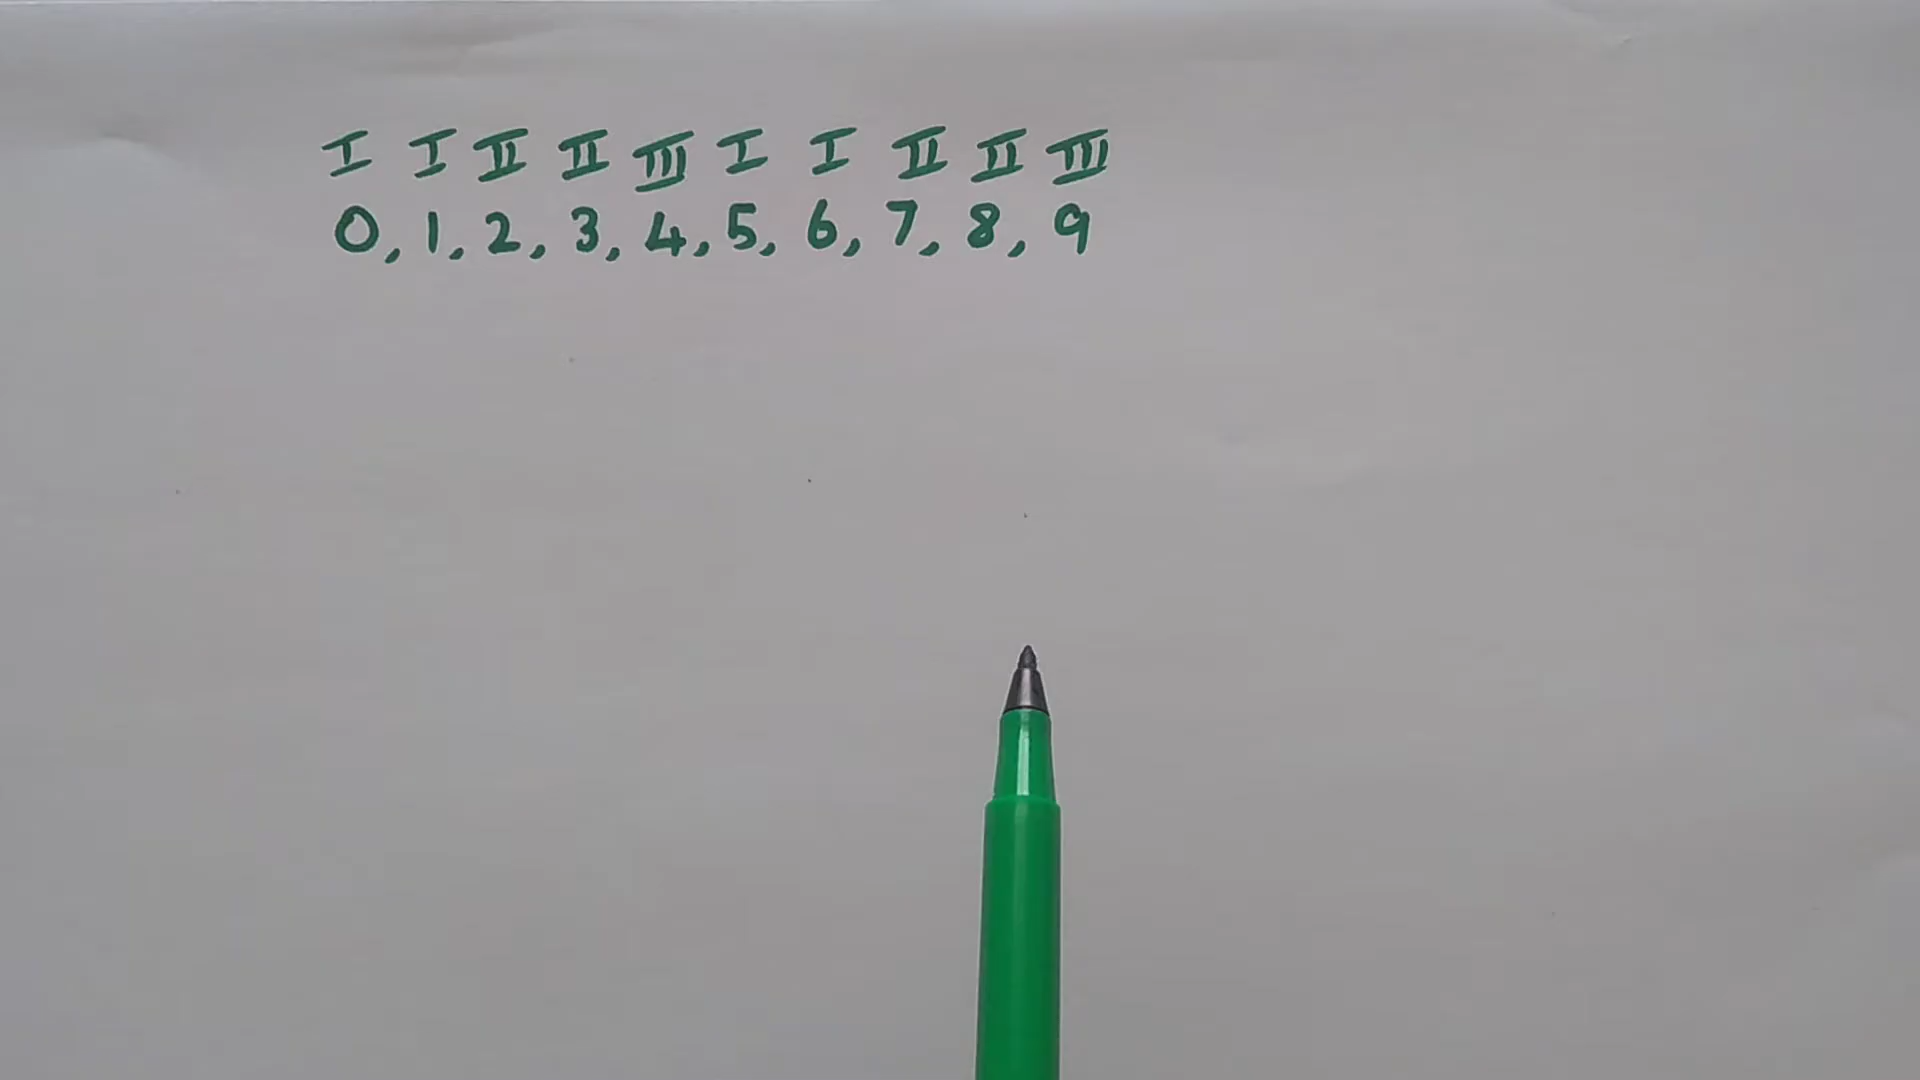 I I II II III I I II II III
0, 1, 2, 3, 4, 5, 6, 7, 8, 9